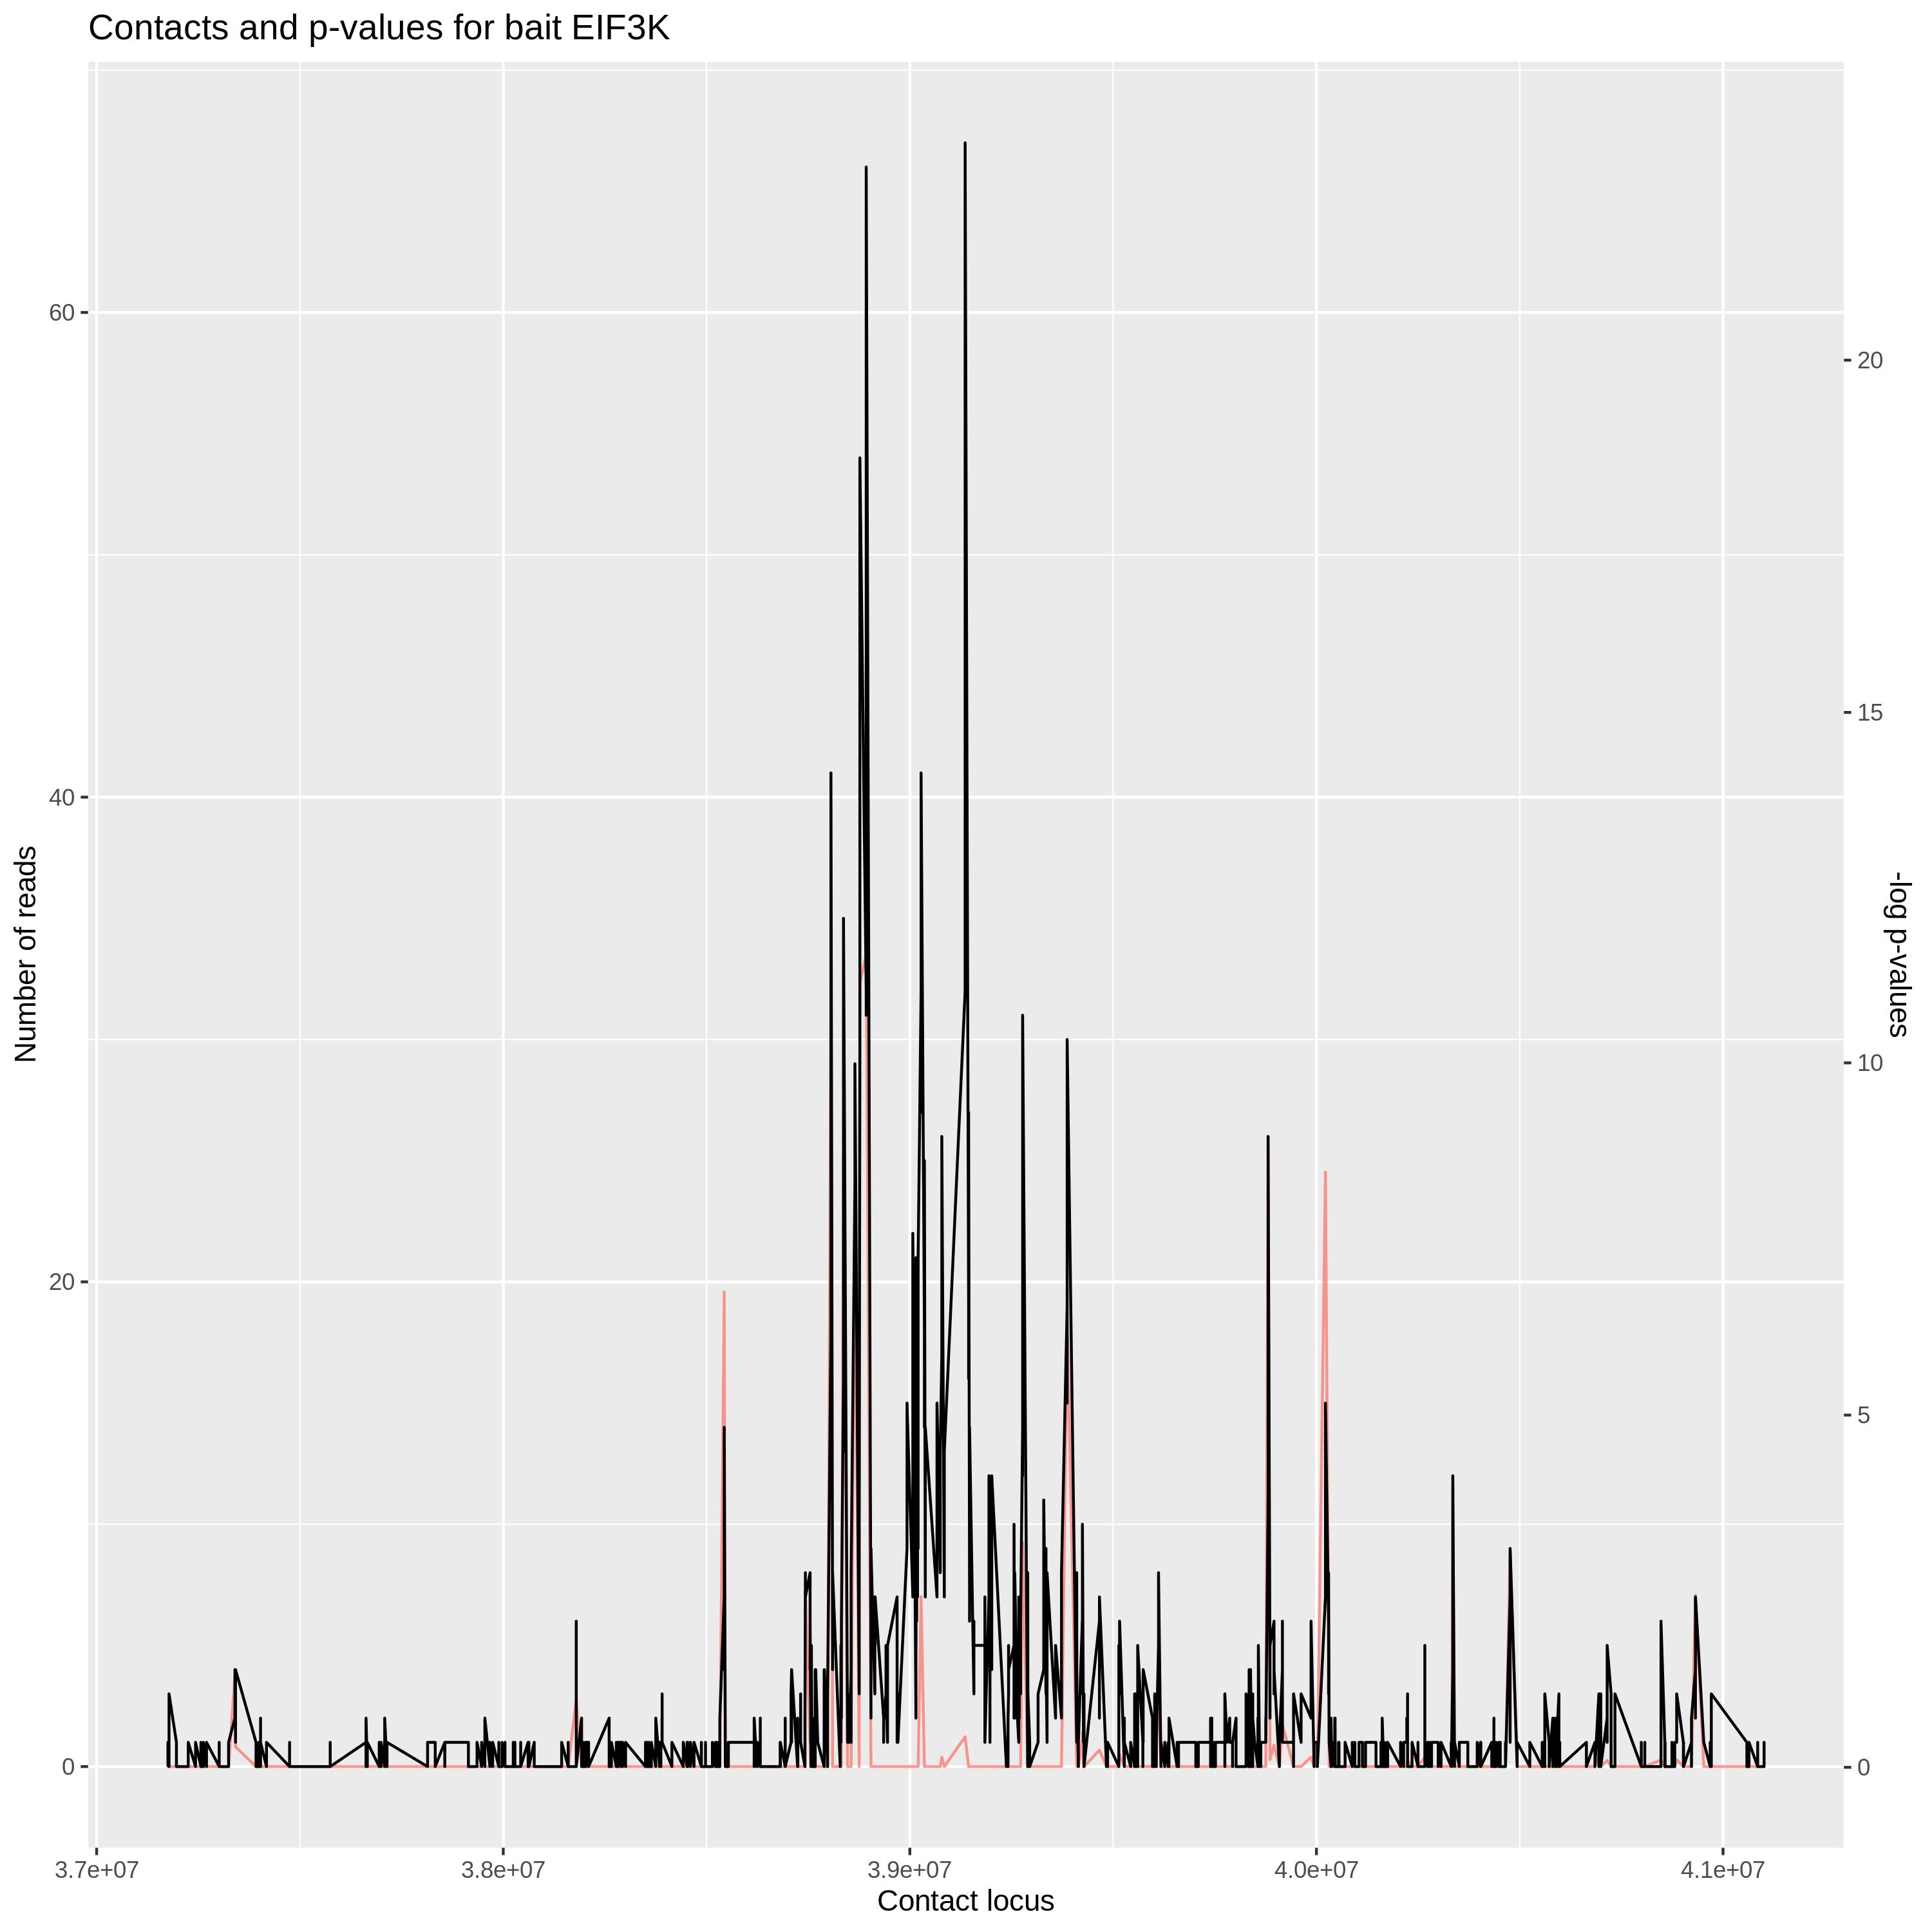 Contacts and p-values for bait EIF3K
Number of reads
60
40
20
0
20
15
10
5
0
-log p-values
3.7e+07
3.8e+07
3.9e+07
4.0e+07
4.1e+07
Contact locus